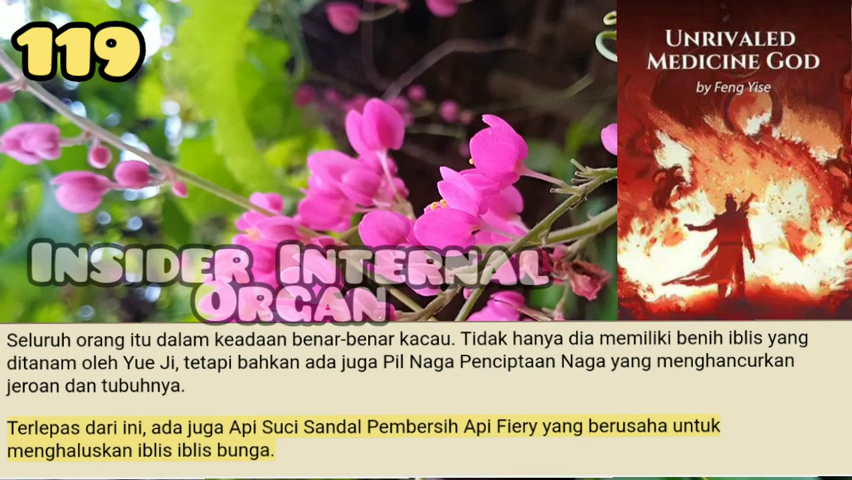 119
UNRIVALED
MEDICINE GOD
by Feng Yise
INSIDER INTERNAL
ORGAN
Seluruh orang itu dalam keadaan benar-benar kacau. Tidak hanya dia memiliki benih iblis yang
ditanam oleh Yue Ji, tetapi bahkan ada juga Pil Naga Penciptaan Naga yang menghancurkan
jeroan dan tubuhnya.
Terlepas dari ini, ada juga Api Suci Sandal Pembersih Api Fiery yang berusaha untuk
menghaluskan iblis iblis bunga.